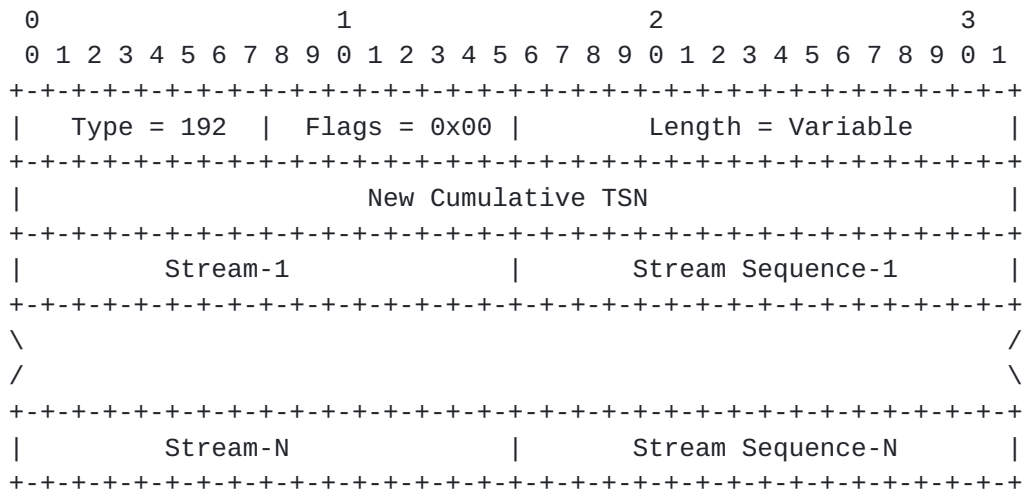 0                   1                   2                   3
 0 1 2 3 4 5 6 7 8 9 0 1 2 3 4 5 6 7 8 9 0 1 2 3 4 5 6 7 8 9 0 1
+-+-+-+-+-+-+-+-+-+-+-+-+-+-+-+-+-+-+-+-+-+-+-+-+-+-+-+-+-+-+-+-+
|   Type = 192  |  Flags = 0x00 |        Length = Variable      |
+-+-+-+-+-+-+-+-+-+-+-+-+-+-+-+-+-+-+-+-+-+-+-+-+-+-+-+-+-+-+-+-+
|                      New Cumulative TSN                       |
+-+-+-+-+-+-+-+-+-+-+-+-+-+-+-+-+-+-+-+-+-+-+-+-+-+-+-+-+-+-+-+-+
|         Stream-1              |       Stream Sequence-1       |
+-+-+-+-+-+-+-+-+-+-+-+-+-+-+-+-+-+-+-+-+-+-+-+-+-+-+-+-+-+-+-+-+
\                                                               /
/                                                               \
+-+-+-+-+-+-+-+-+-+-+-+-+-+-+-+-+-+-+-+-+-+-+-+-+-+-+-+-+-+-+-+-+
|         Stream-N              |       Stream Sequence-N       |
+-+-+-+-+-+-+-+-+-+-+-+-+-+-+-+-+-+-+-+-+-+-+-+-+-+-+-+-+-+-+-+-+